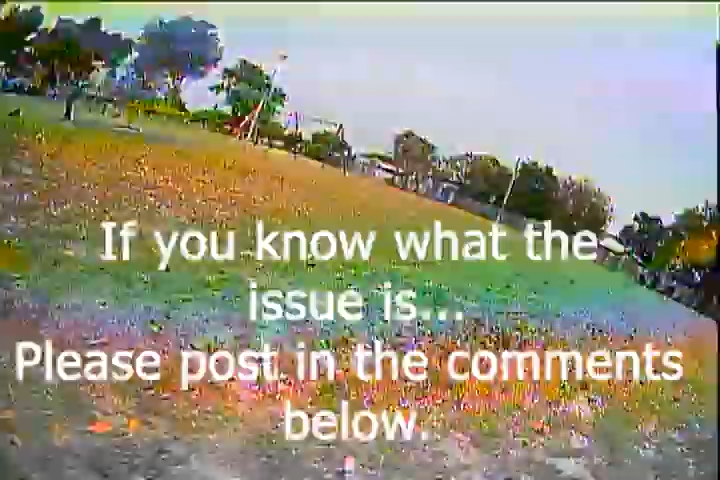 If you know what the
issue is...
Please post in the comments
below.